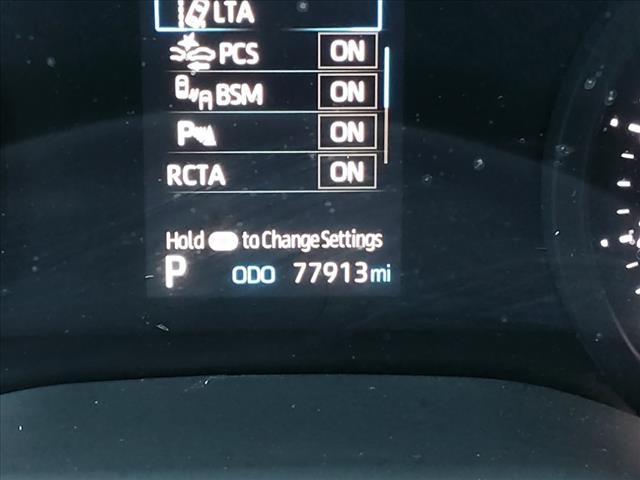 LTA
PCS ON
BSM ON
P ON
RCTA ON
Hold to Change Settings
P ODO 77913 mi